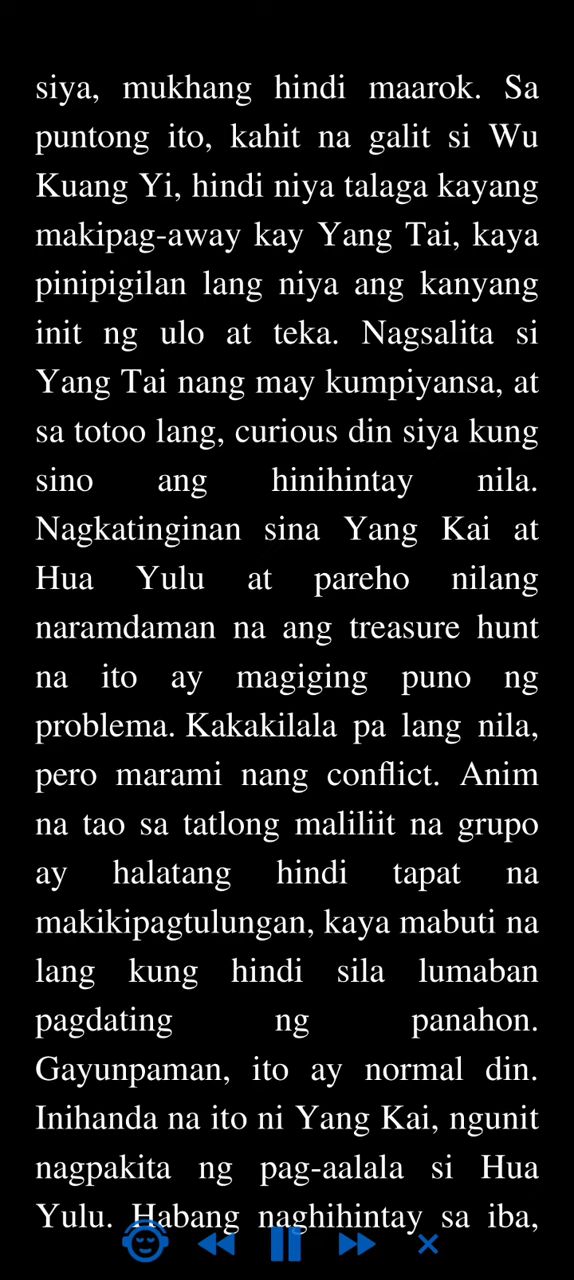 siya, mukhang hindi maarok. Sa
puntong ito, kahit na galit si Wu
Kuang Yi, hindi niya talaga kayang
makipag-away kay Yang Tai, kaya
pinipigilan lang niya ang kanyang
init ng ulo at teka. Nagsalita si
Yang Tai nang may kumpiyansa, at
sa totoo lang, curious din siya kung
sino ang hinihintay nila.
Nagkatinginan sina Yang Kai at
Hua Yulu at pareho nilang
naramdaman na ang treasure hunt
na ito ay magiging puno ng
problema. Kakakilala pa lang nila,
pero marami nang conflict. Anim
na tao sa tatlong maliliit na grupo
ay halatang hindi tapat na
makikipagtulungan, kaya mabuti na
lang kung hindi sila lumaban
pagdating ng panahon.
Gayunpaman, ito ay normal din.
Inihanda na ito ni Yang Kai, ngunit
nagpakita ng pag-aalala si Hua
Yulu. Habang naghihintay sa iba,